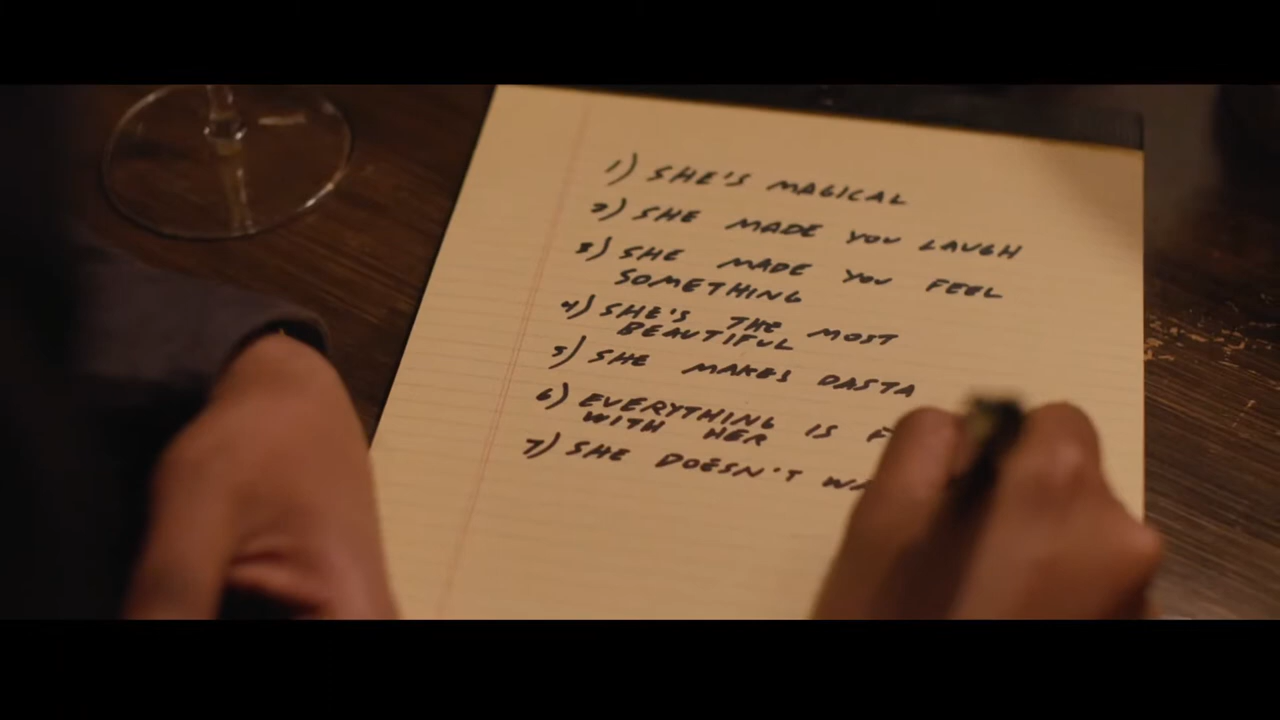 1) SHE'S MAGICAL
2) SHE MADE YOU LAUGH
3) SHE MADE YOU FEEL
SOMETHING
4) SHE'S THE MOST
BEAUTIFUL
5) SHE MAKES PASTA
6) EVERYTHING IS
WITH HER
7) SHE DOESN'T